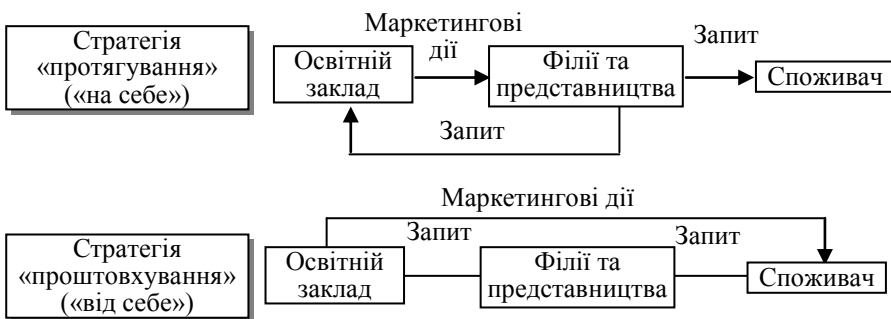 Стратегія
«протягування»
(«на себе»)
Маркетингові
дії
Освітній
заклад
Філії та
представництва
Запит
Споживач
Запит
Маркетингові дії
Стратегія
«проштовхування»
(«від себе»)
Запит
Запит
Освітній
заклад
Філії та
представництва
Споживач